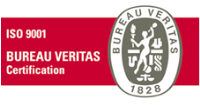 ISO 9001
BUREAU VERITAS
Certification
BUREAU VERITAS
1828